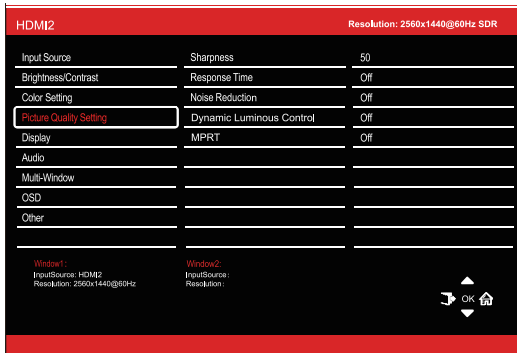 HDMI2 Resolution: 2560x1440@60Hz SDR
Input Source Sharpness 50
Brightness/Contrast Response Time Off
Color Setting Noise Reduction Off
Picture Quality Setting Dynamic Luminous Control Off
Display MPRT Off
Audio
Multi-Window
OSD
Other
Window1: Window2:
InputSource: HDMI2 InputSource:
Resolution: 2560x1440@60Hz Resolution:
OK